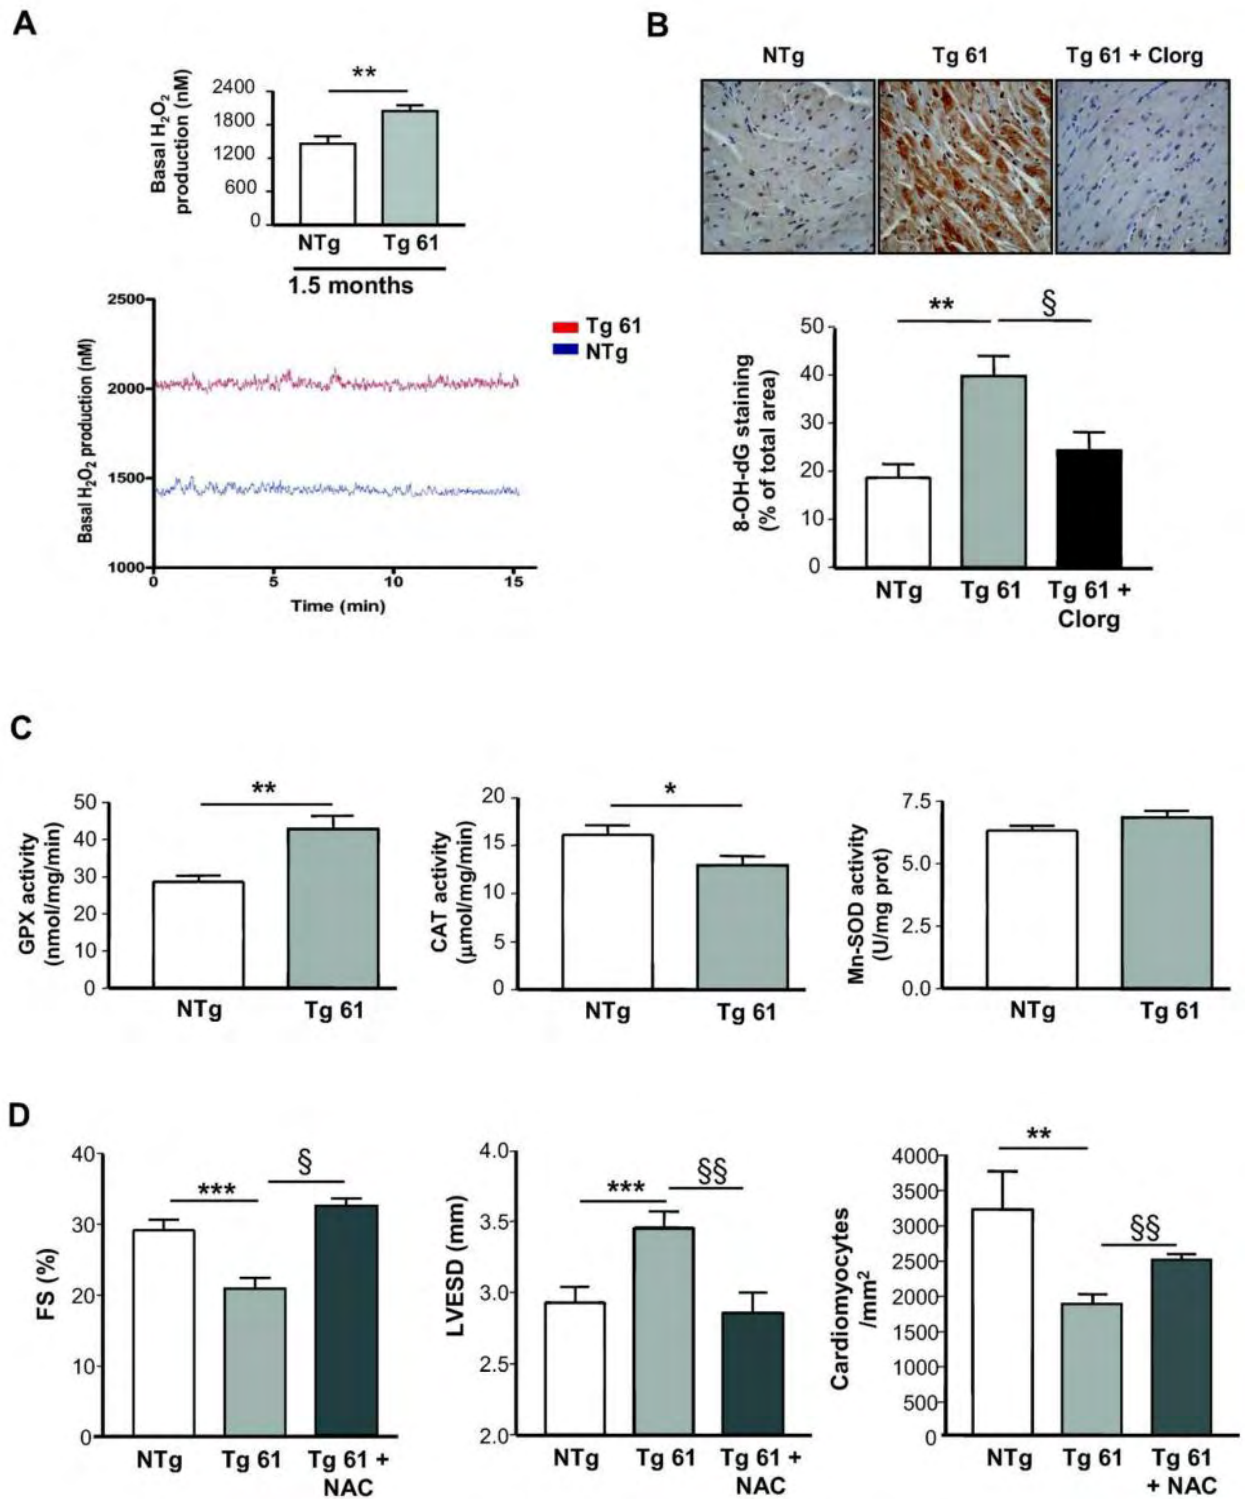 A
Basal H2O2
production (nM)
2400
1800
1200
600
0
**
NTg
Tg 61
1.5 months
Basal H2O2 production (nM)
2500
2000
1500
1000
0
5
10
15
Time (min)
Tg 61
NTg
B
NTg
Tg 61
Tg 61 + Clorg
8-OH-dG staining
(% of total area)
50
40
30
20
10
0
**
§
NTg
Tg 61
Tg 61 +
Clorg
C
GPX activity
(nmol/mg/min)
50
40
30
20
10
0
**
NTg
Tg 61
CAT activity
(µmol/mg/min)
20
15
10
5
0
*
NTg
Tg 61
Mn-SOD activity
(U/mg prot)
7.5
5.0
2.5
0.0
NTg
Tg 61
D
FS (%)
40
30
20
10
0
***
§
NTg
Tg 61
Tg 61 +
NAC
LVESD (mm)
4.0
3.5
3.0
2.5
2.0
***
§§
NTg
Tg 61
Tg 61 +
NAC
Cardiomyocytes
/mm2
4000
3500
3000
2500
2000
1500
1000
500
0
**
§§
NTg
Tg 61
Tg 61
+ NAC